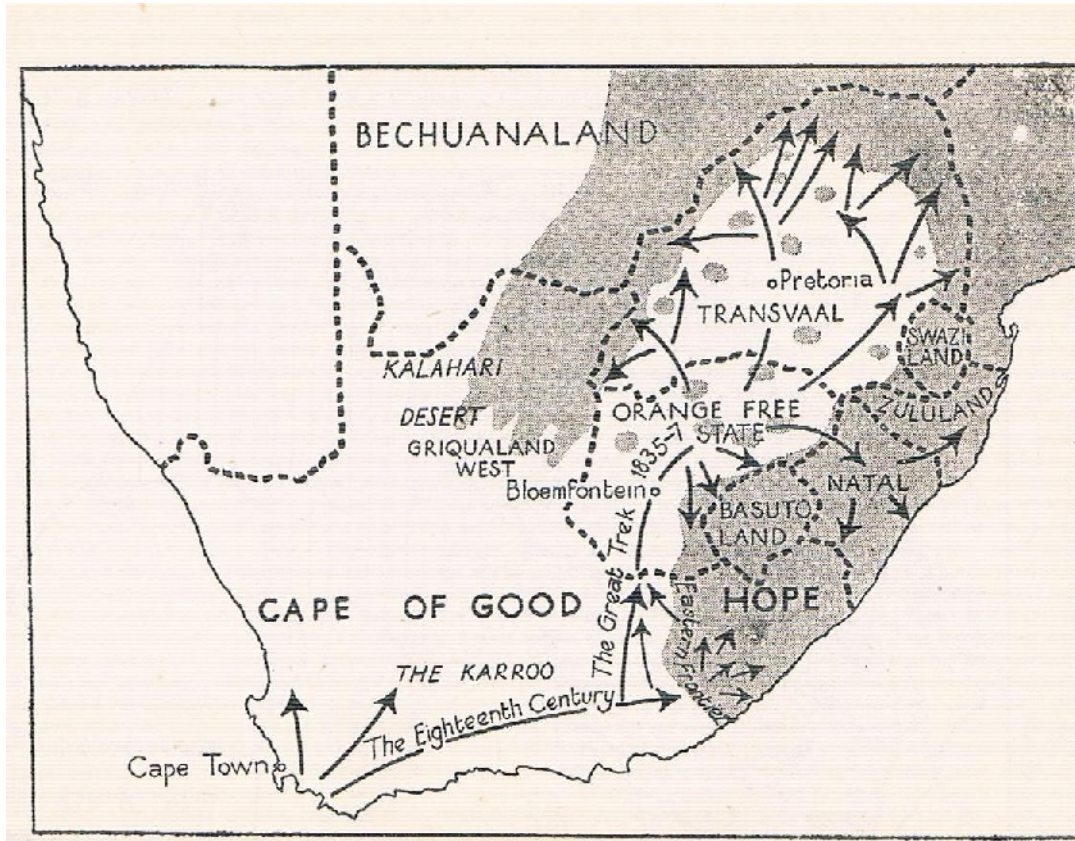 BECHUANALAND
Pretoria
TRANSVAAL
SWAZI
LAND
KALAHARI
DESERT
ZULULAND
ORANGE FREE
STATE
GRIQUALAND
WEST
1835-7
NATAL
Bloemfontein
BASUTO
LAND
The Great Trek
Eastern Frontier
CAPE OF GOOD HOPE
THE KARROO
The Eighteenth Century
Cape Town